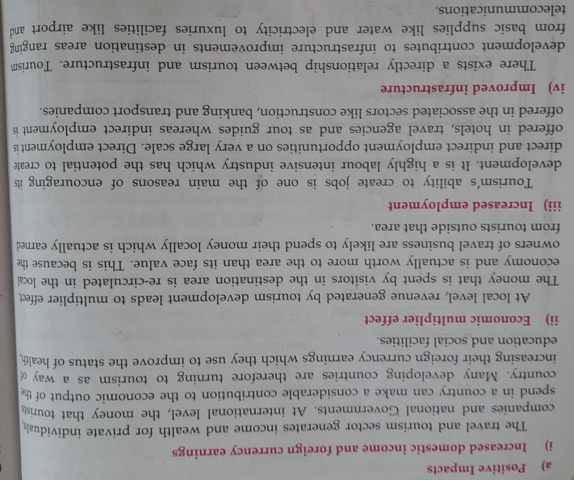 a) Positive Impacts
i) Increased domestic income and foreign currency earnings
The travel and tourism sector generates income and wealth for private individuals,
companies and national Governments. At international level, the money that tourists
spend in a country can make a considerable contribution to the economic output of the
country. Many developing countries are therefore turning to tourism as a way of
increasing their foreign currency earnings which they use to improve the status of health,
education and social facilities.
ii) Economic multiplier effect
At local level, revenue generated by tourism development leads to multiplier effect.
The money that is spent by visitors in the destination area is re-circulated in the local
economy and is actually worth more to the area than its face value. This is because the
owners of travel business are likely to spend their money locally which is actually earned
from tourists outside that area.
iii) Increased employment
Tourism's ability to create jobs is one of the main reasons of encouraging its
development. It is a highly labour intensive industry which has the potential to create
direct and indirect employment opportunities on a very large scale. Direct employment is
offered in hotels, travel agencies and as tour guides whereas indirect employment is
offered in the associated sectors like construction, banking and transport companies.
iv) Improved infrastructure
There exists a directly relationship between tourism and infrastructure. Tourism
development contributes to infrastructure improvements in destination areas ranging
from basic supplies like water and electricity to luxuries facilities like airport and
telecommunications.